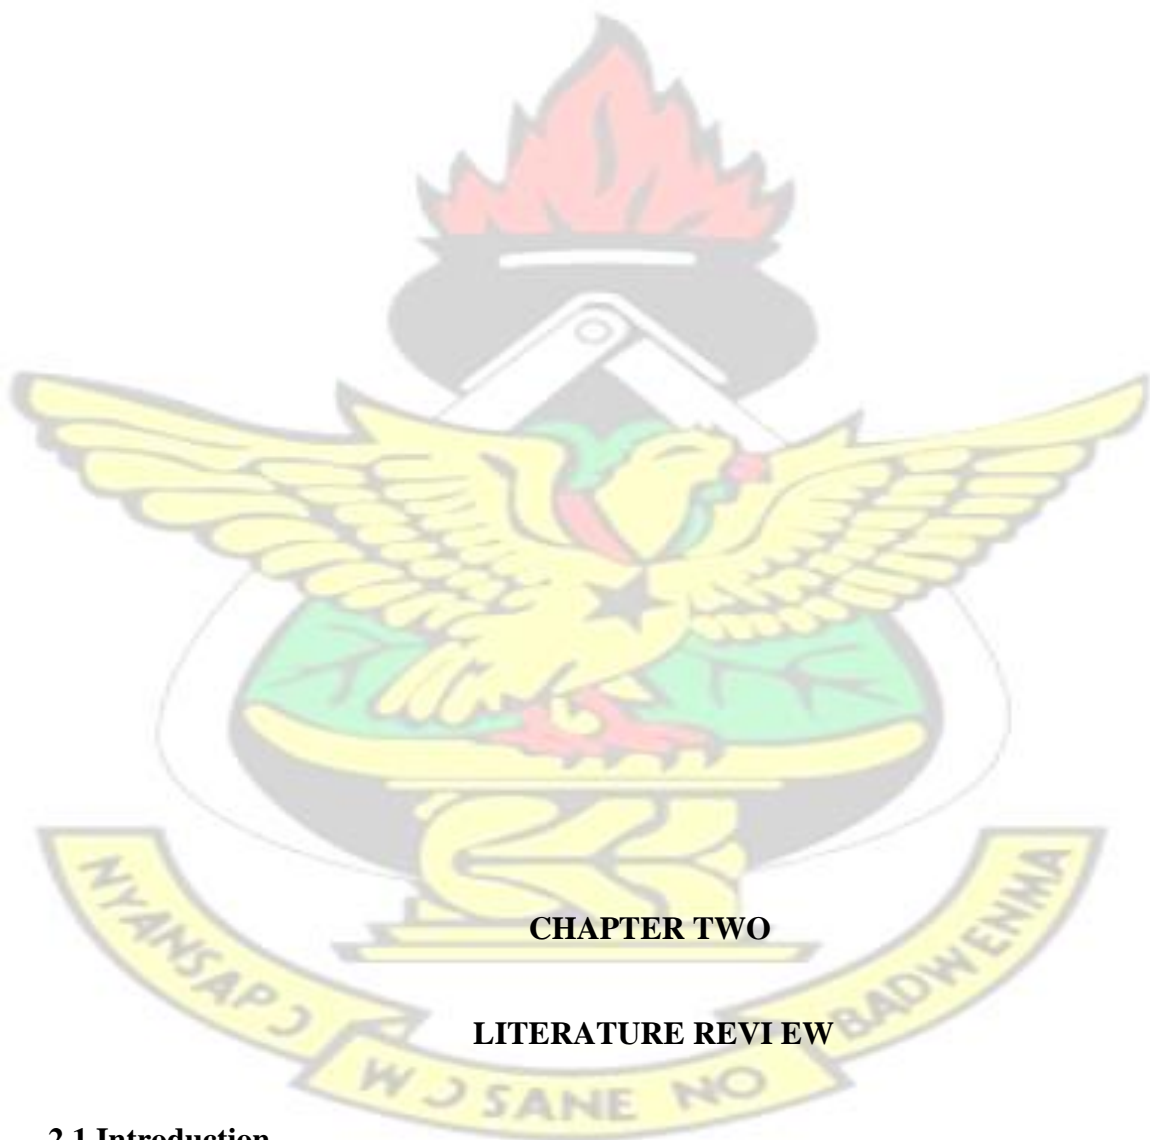 CHAPTER TWO
LITERATURE REVI EW
NYANSAPƆ WƆSANE NO BADWENMA
2.1 Introduction